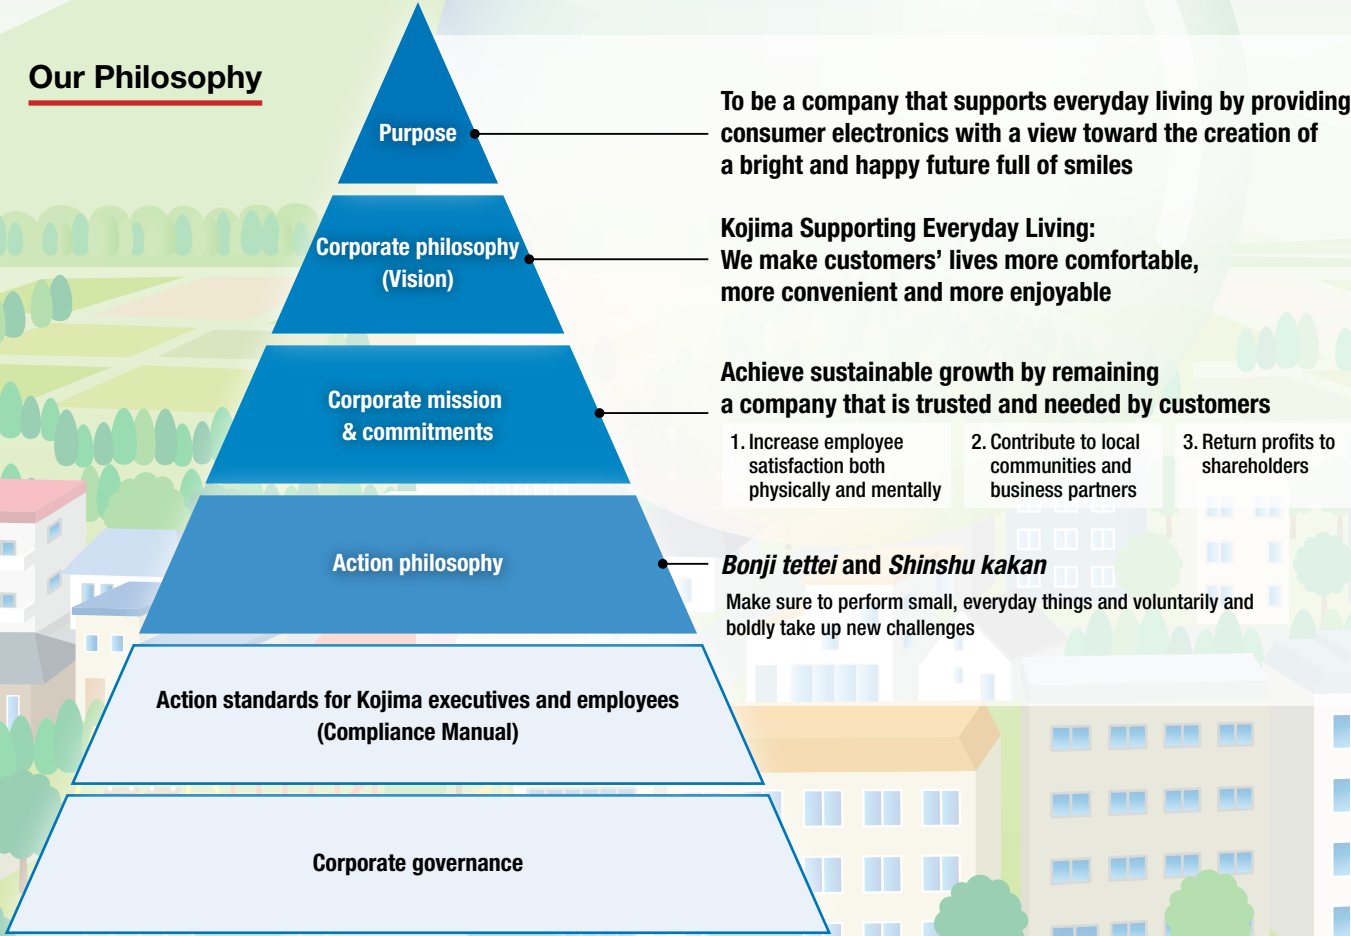 Our Philosophy
Purpose
To be a company that supports everyday living by providing
consumer electronics with a view toward the creation of
a bright and happy future full of smiles
Corporate philosophy
(Vision)
Kojima Supporting Everyday Living:
We make customers’ lives more comfortable,
more convenient and more enjoyable
Corporate mission
& commitments
Achieve sustainable growth by remaining
a company that is trusted and needed by customers
1. Increase employee
satisfaction both
physically and mentally
2. Contribute to local
communities and
business partners
3. Return profits to
shareholders
Action philosophy
Bonji tettei and Shinshu kakan
Make sure to perform small, everyday things and voluntarily and
boldly take up new challenges
Action standards for Kojima executives and employees
(Compliance Manual)
Corporate governance